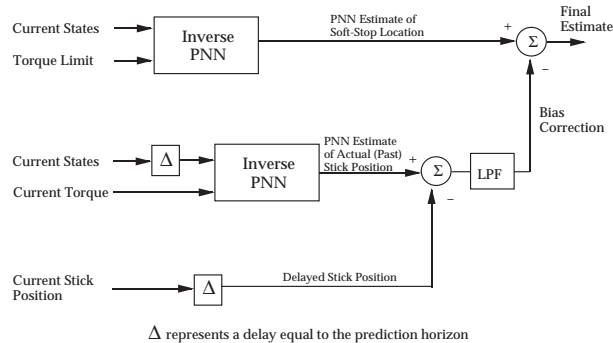 Current States
Torque Limit
Inverse
PNN
PNN Estimate of
Soft-Stop Location
+
Σ
−
Final
Estimate
Bias
Correction
Current States
Δ
Current Torque
Inverse
PNN
PNN Estimate
of Actual (Past)
Stick Position
+
Σ
−
LPF
Current Stick
Position
Δ
Delayed Stick Position
Δ represents a delay equal to the prediction horizon